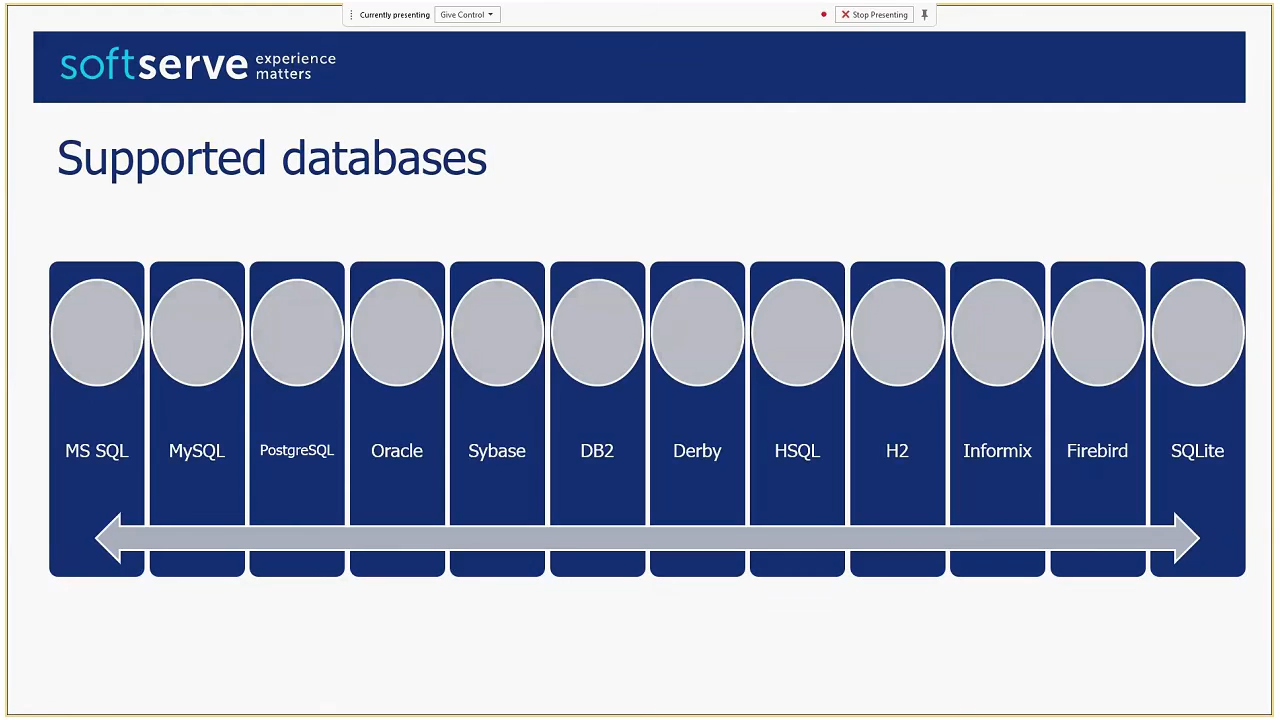 Currently presenting
Give Control
Stop Presenting
softserve experience
matters
Supported databases
MS SQL
MySQL
PostgreSQL
Oracle
Sybase
DB2
Derby
HSQL
H2
Informix
Firebird
SQLite